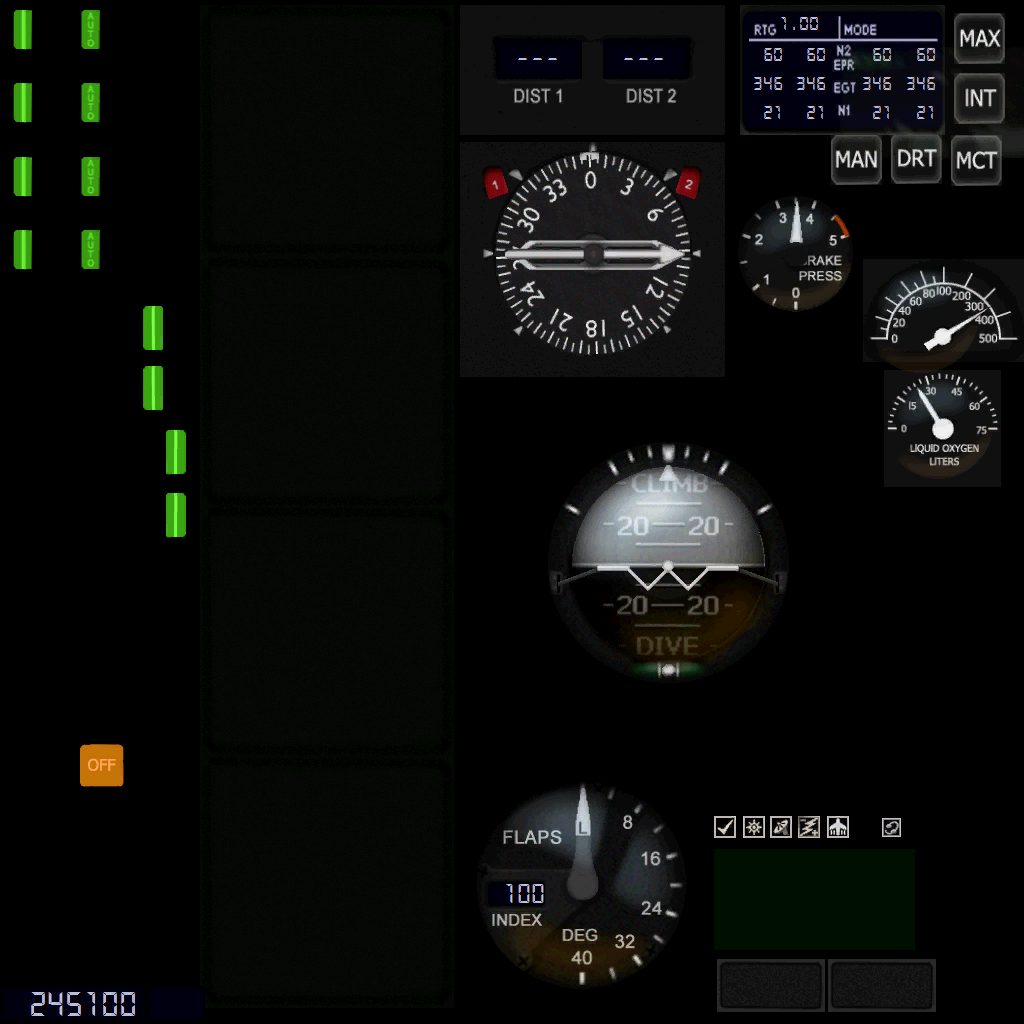 AUTO
AUTO
AUTO
AUTO
OFF
245100
--- ---
DIST 1 DIST 2
1 2
0 3 6 12 15 18 21 24 30 33
RTG 1.00 MODE
60 60 N2 EPR 60 60
346 346 EGT 346 346
21 21 N1 21 21
MAX
INT
MAN DRT MCT
0 1 2 3 4 5
BRAKE
PRESS
0 20 40 60 80 100 200 300 400 500
0 15 30 45 60 75
LIQUID OXYGEN
LITERS
CLIMB
20 20
20 20
DIVE
L
8
FLAPS
16
100
24
INDEX
DEG
32
40